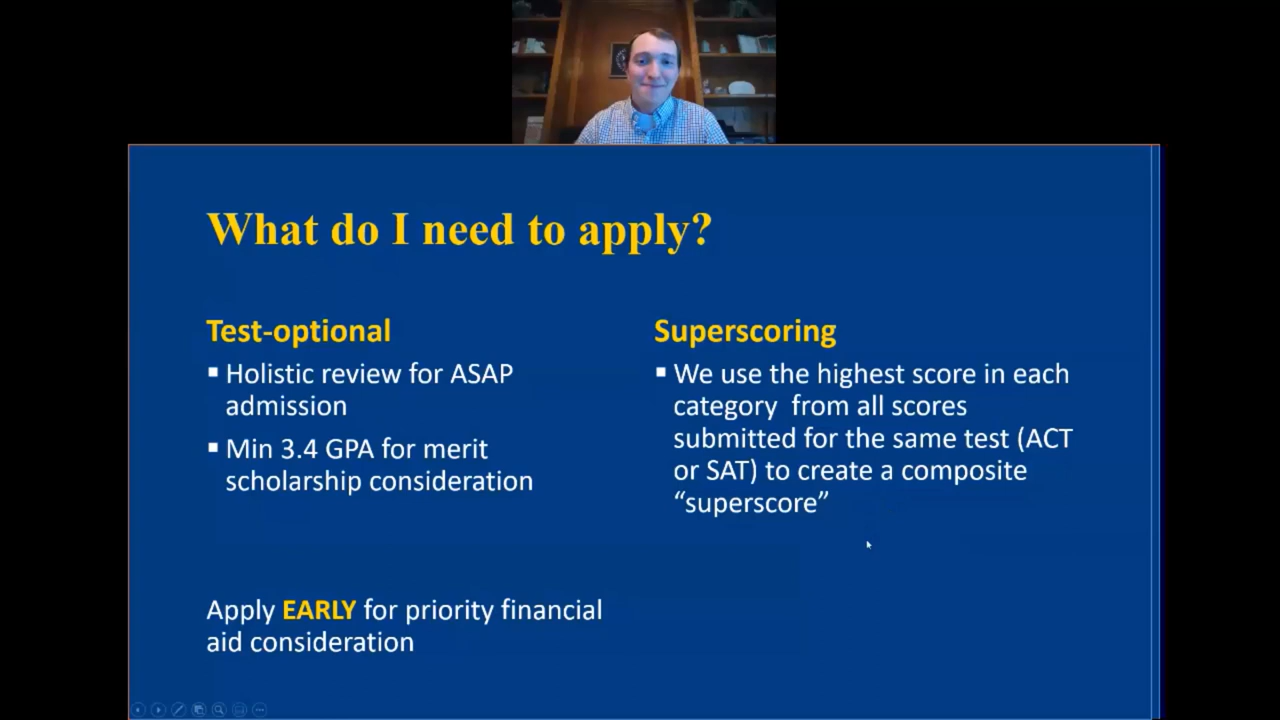 What do I need to apply?
Test-optional
▪ Holistic review for ASAP
admission
▪ Min 3.4 GPA for merit
scholarship consideration
Apply EARLY for priority financial
aid consideration
Superscoring
▪ We use the highest score in each
category  from all scores
submitted for the same test (ACT
or SAT) to create a composite
“superscore”